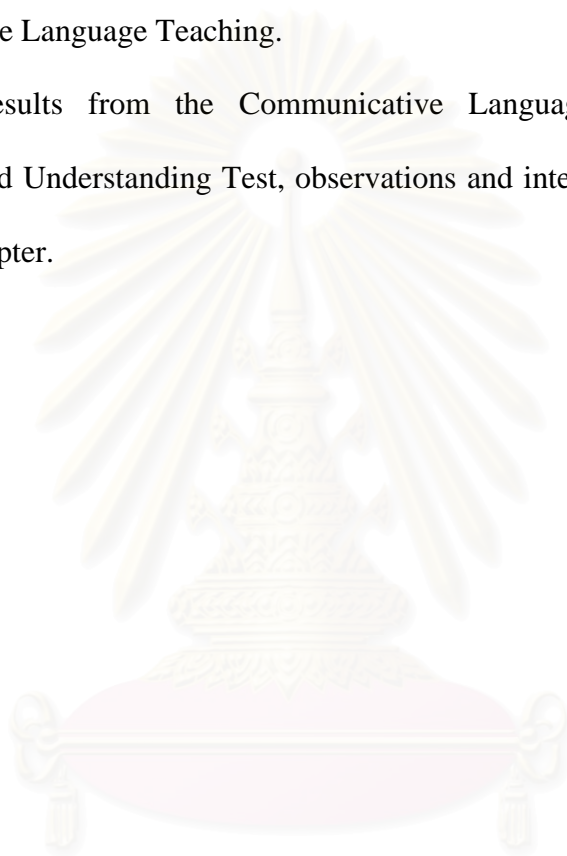 e Language Teaching.
esults from the Communicative Languag
d Understanding Test, observations and inte
pter.